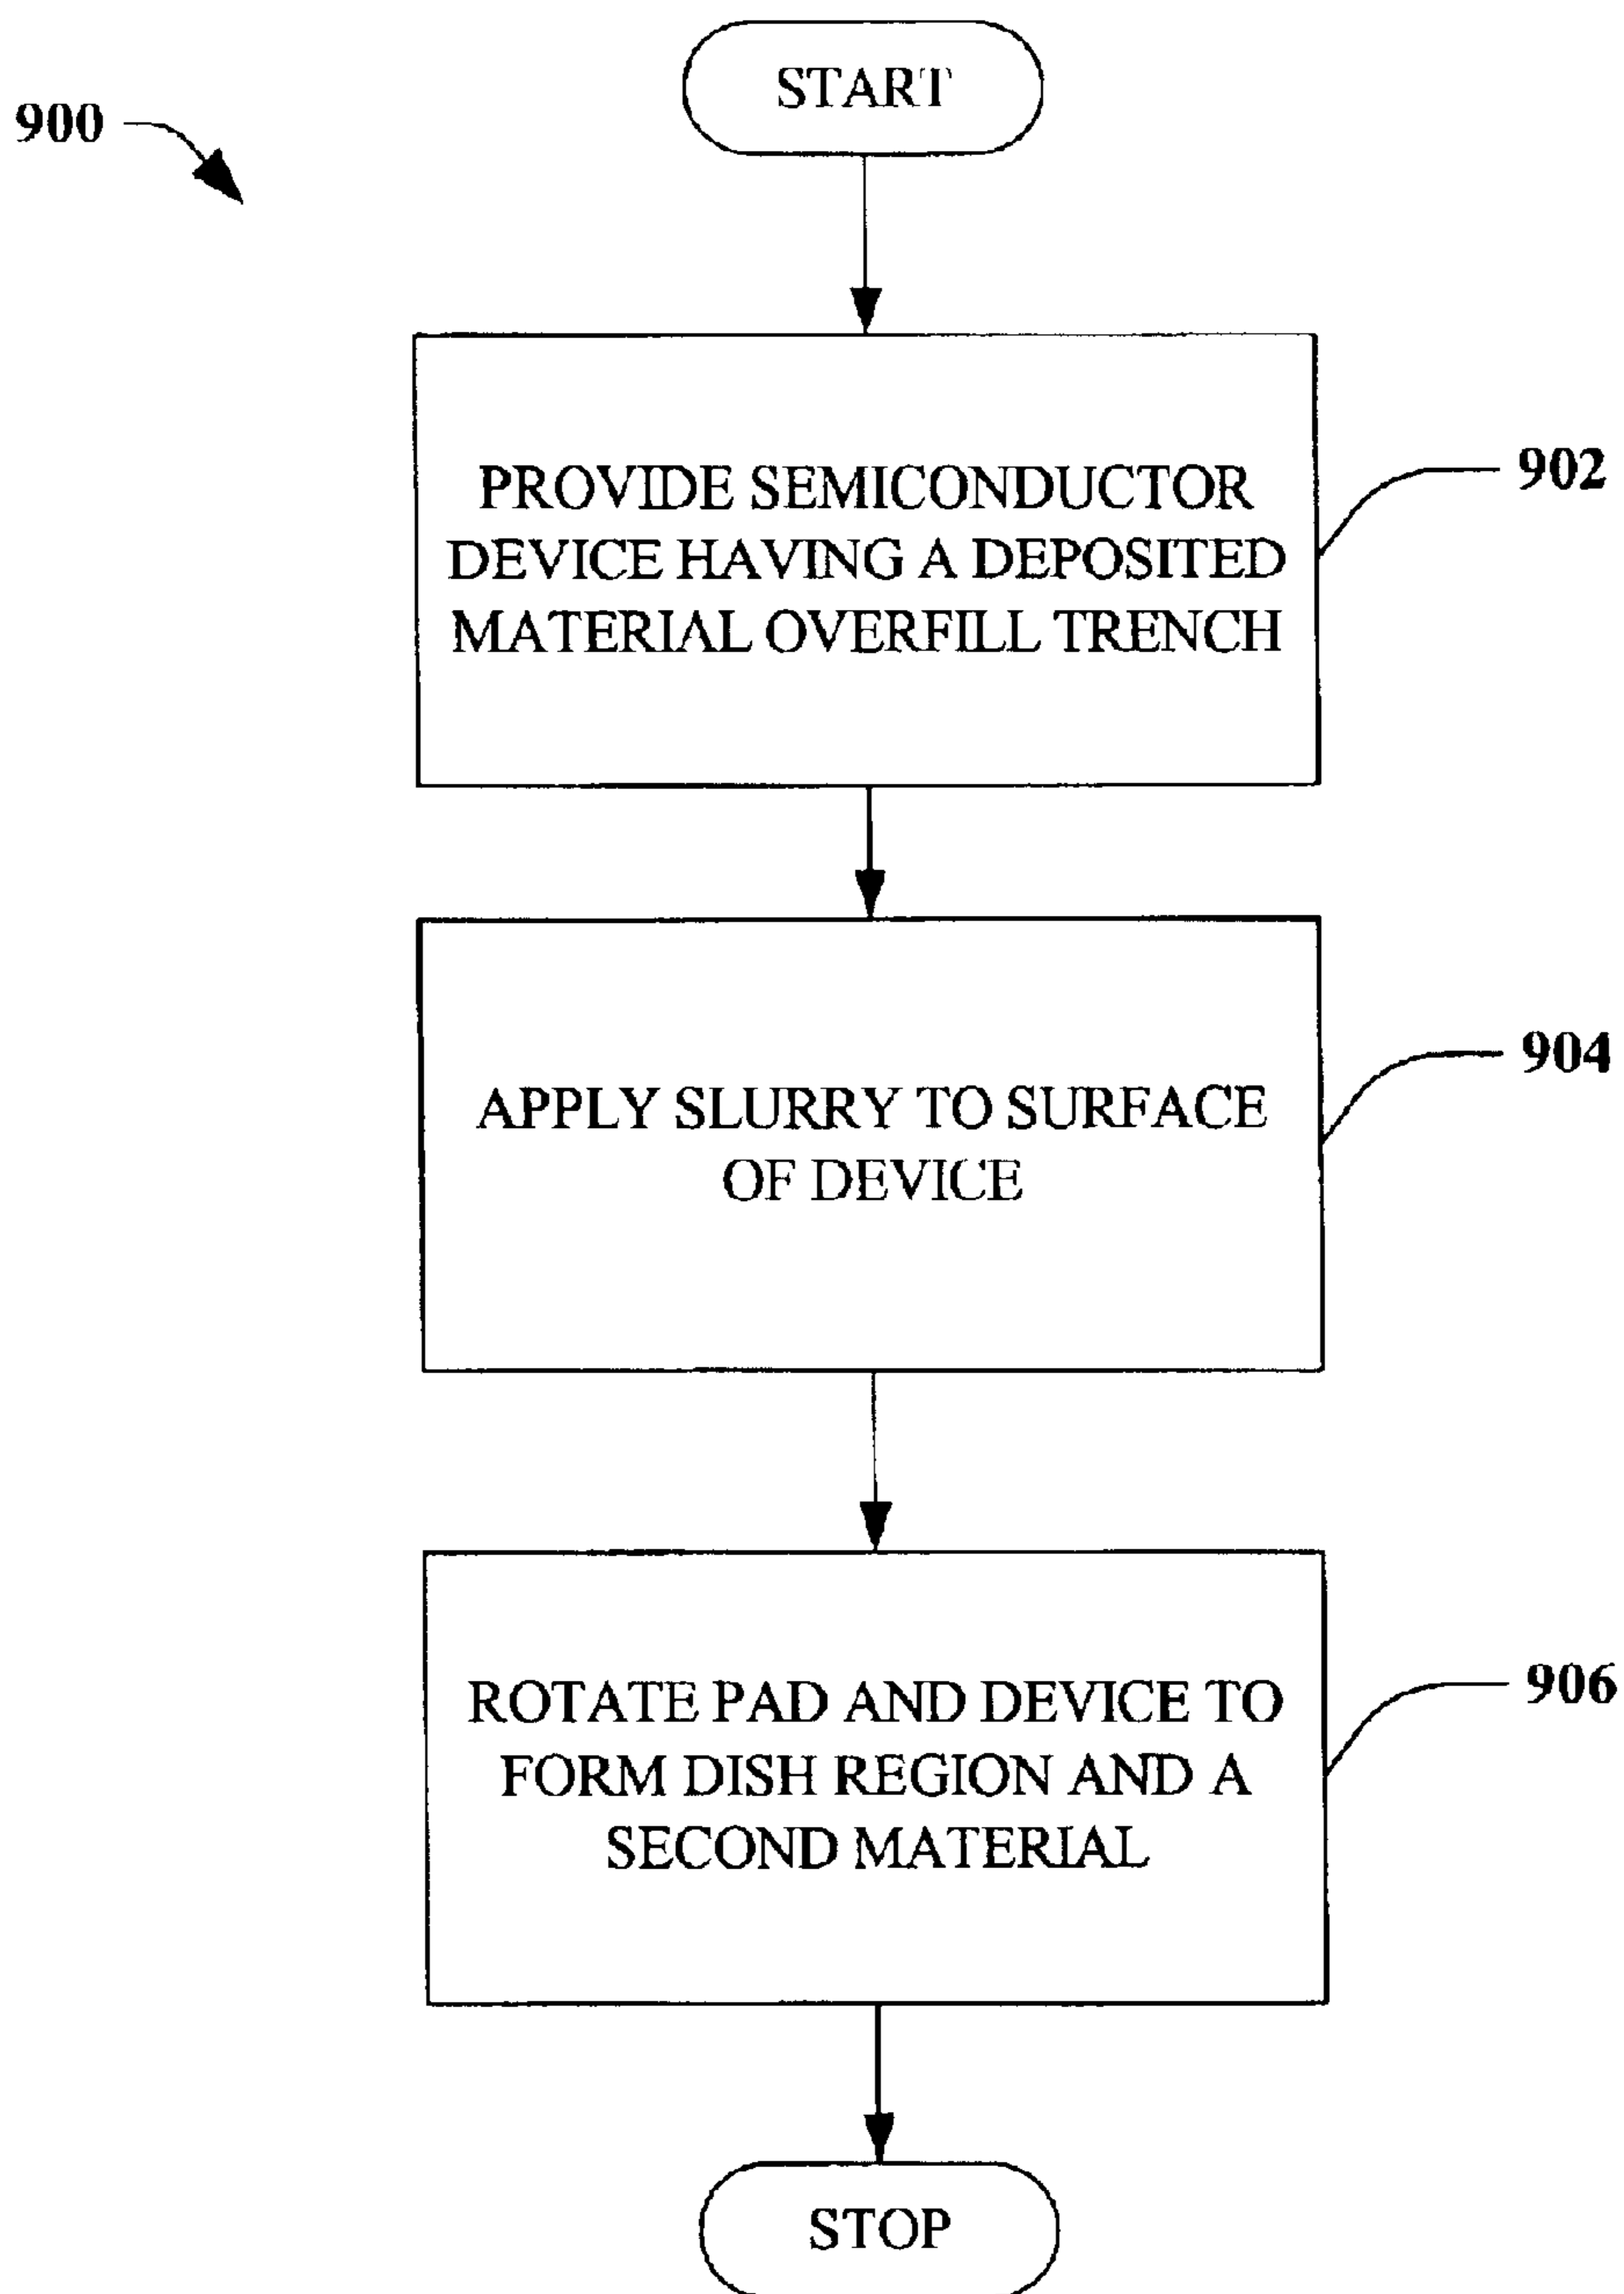 START
900
PROVIDE SEMICONDUCTOR
DEVICE HAVING A DEPOSITED
MATERIAL OVERFILL TRENCH
902
APPLY SLURRY TO SURFACE
OF DEVICE
904
ROTATE PAD AND DEVICE TO
FORM DISH REGION AND A
SECOND MATERIAL
906
STOP